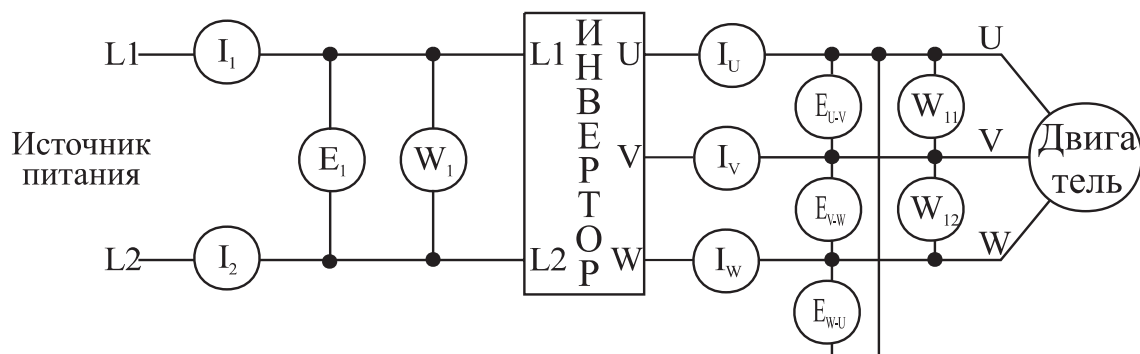 L1
I1
L1
U
IU
U
EU-V
W11
Источник
питания
E1
W1
ИНВЕРТОР
V
IV
V
Двига
тель
EV-W
W12
L2
I2
L2
W
IW
W
EW-U